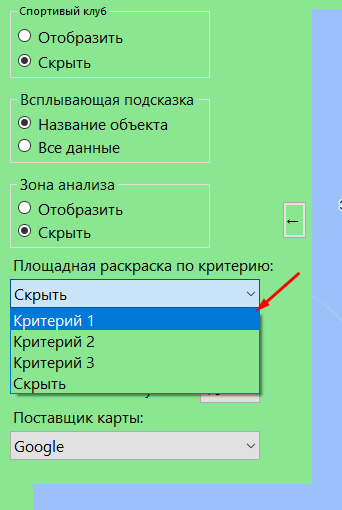 Спортивый клуб
Отобразить
Скрыть
Всплывающая подсказка
Название объекта
Все данные
Зона анализа
Отобразить
Скрыть
←
Площадная раскраска по критерию:
Скрыть
Критерий 1
Критерий 2
Критерий 3
Скрыть
Поставщик карты:
Google